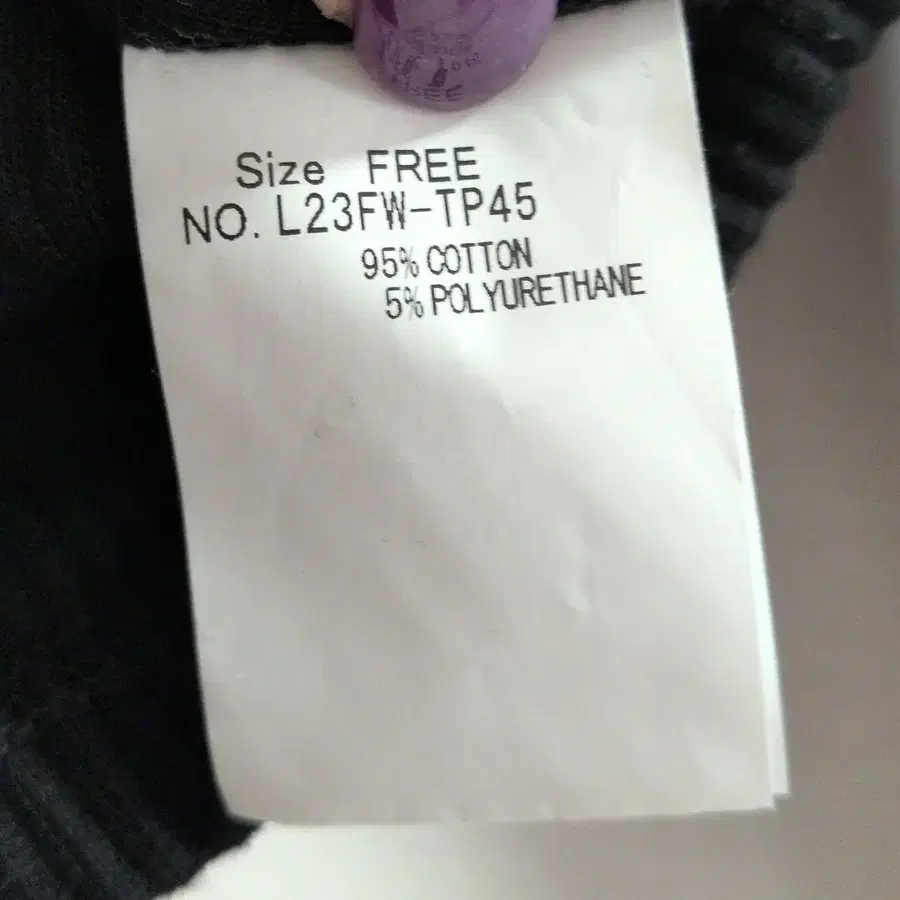 Size FREE
NO. L23FW-TP45
95% COTTON
5% POLYURETHANE